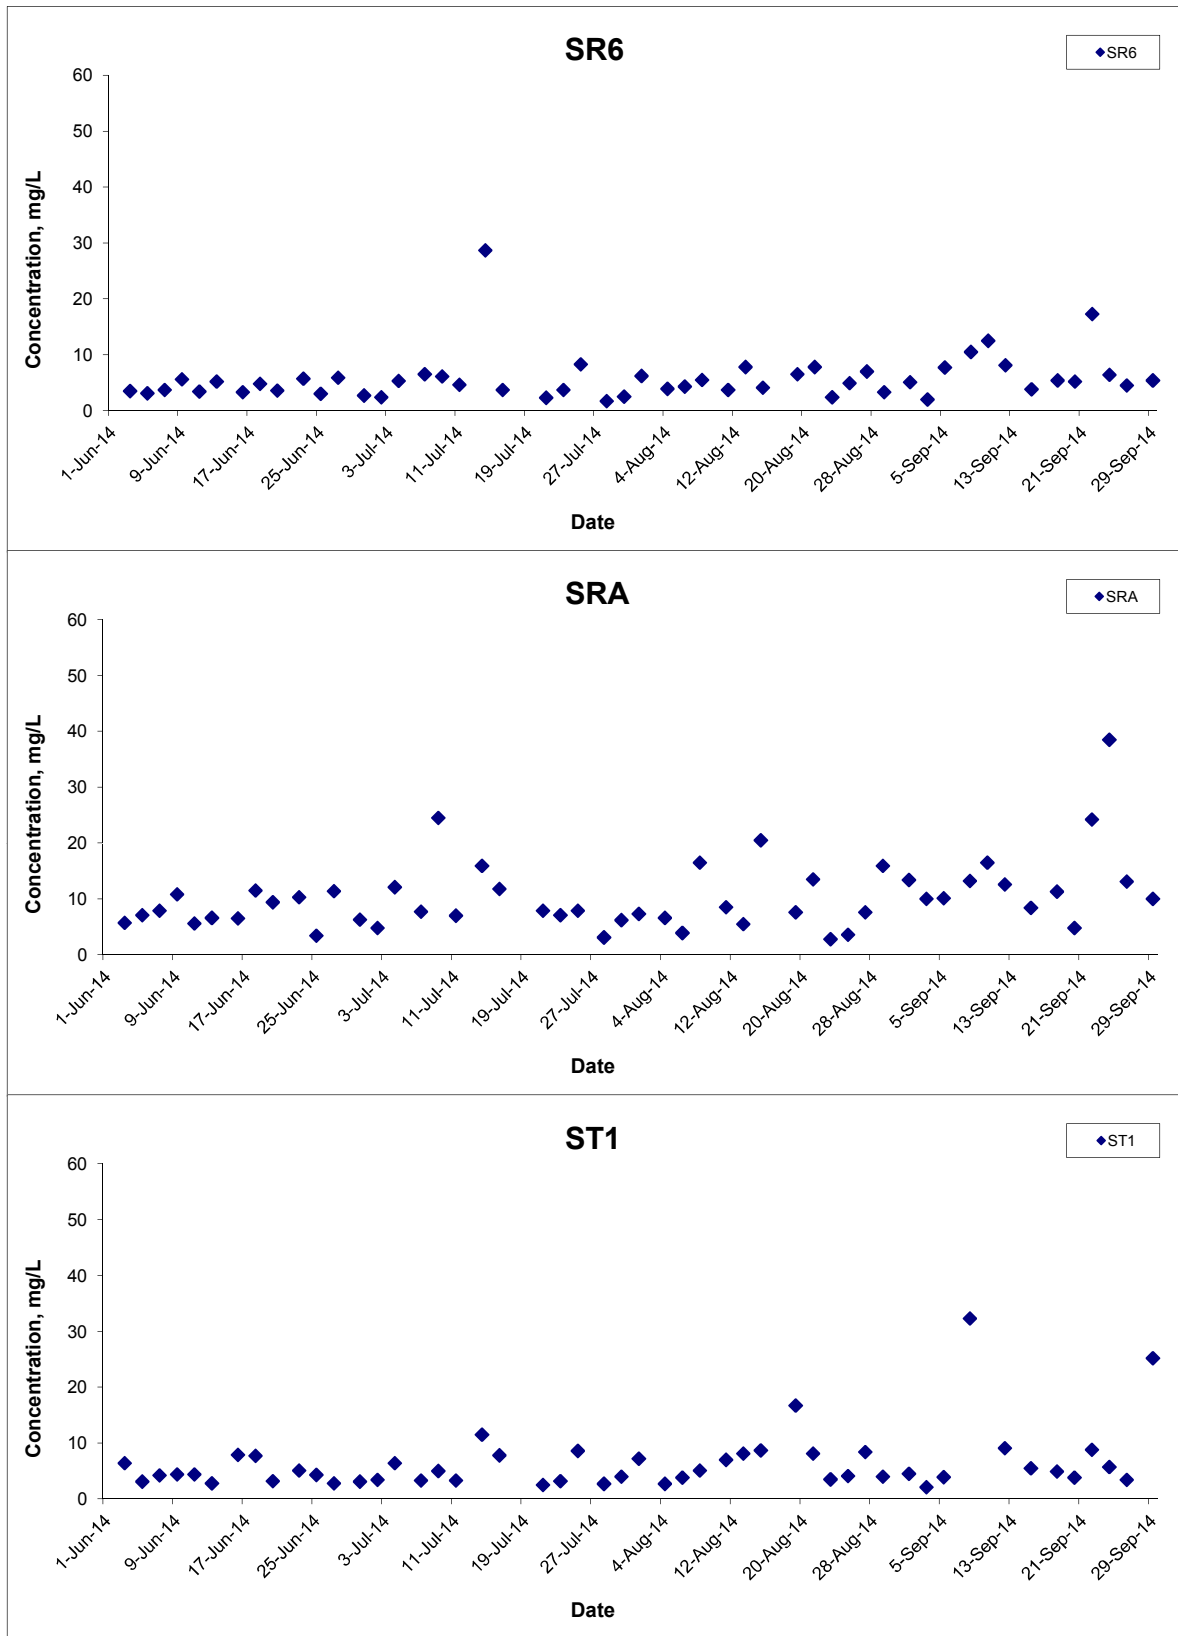 SR6
SR6
60
50
40
30
20
10
0
Concentration, mg/L
1-Jun-14
9-Jun-14
17-Jun-14
25-Jun-14
3-Jul-14
11-Jul-14
19-Jul-14
27-Jul-14
4-Aug-14
12-Aug-14
20-Aug-14
28-Aug-14
5-Sep-14
13-Sep-14
21-Sep-14
29-Sep-14
Date
SRA
SRA
60
50
40
30
20
10
0
Concentration, mg/L
1-Jun-14
9-Jun-14
17-Jun-14
25-Jun-14
3-Jul-14
11-Jul-14
19-Jul-14
27-Jul-14
4-Aug-14
12-Aug-14
20-Aug-14
28-Aug-14
5-Sep-14
13-Sep-14
21-Sep-14
29-Sep-14
Date
ST1
ST1
60
50
40
30
20
10
0
Concentration, mg/L
1-Jun-14
9-Jun-14
17-Jun-14
25-Jun-14
3-Jul-14
11-Jul-14
19-Jul-14
27-Jul-14
4-Aug-14
12-Aug-14
20-Aug-14
28-Aug-14
5-Sep-14
13-Sep-14
21-Sep-14
29-Sep-14
Date